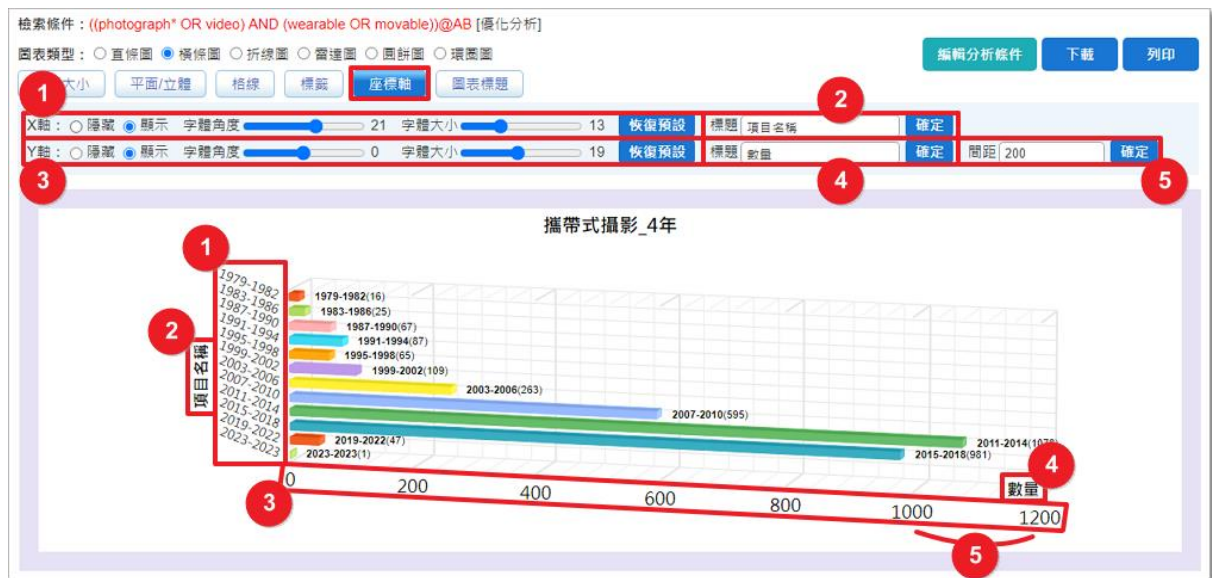 檢索條件：((photograph* OR video) AND (wearable OR movable))@AB [優化分析]
圖表類型： 直條圖 橫條圖 折線圖 雷達圖 圓餅圖 環圈圖
編輯分析條件 下載 列印
大小 平面/立體 格線 標籤 座標軸 圖表標題
1
2
X軸： 隱藏 顯示 字體角度 21 字體大小 13 恢復預設 標題 項目名稱 確定
Y軸： 隱藏 顯示 字體角度 0 字體大小 19 恢復預設 標題 數量 確定 間距 200 確定
3
4
5
攜帶式攝影_4年
1
2
項目名稱
1979-1982 1979-1982(16)
1983-1986 1983-1986(25)
1987-1990 1987-1990(67)
1991-1994 1991-1994(87)
1995-1998 1995-1998(65)
1999-2002 1999-2002(109)
2003-2006 2003-2006(263)
2007-2010 2007-2010(595)
2011-2014 2011-2014
2015-2018 2015-2018(981)
2019-2022 2019-2022(47)
2023-2023 2023-2023(1)
4
數量
3
0 200 400 600 800 1000 1200
5